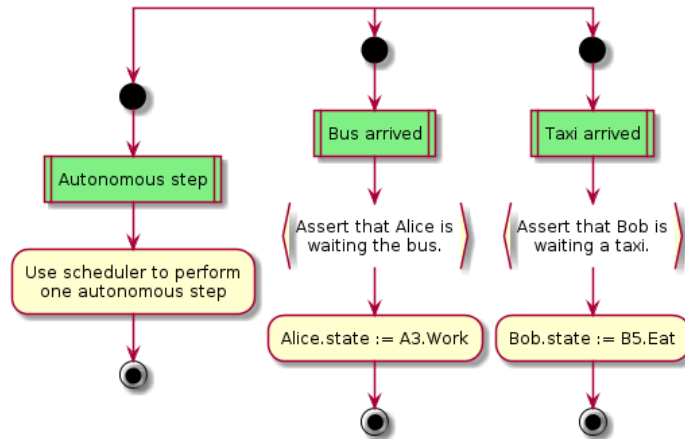 Bus arrived
Taxi arrived
Autonomous step
Assert that Alice is
waiting the bus.
Assert that Bob is
waiting a taxi.
Use scheduler to perform
one autonomous step
Alice.state := A3.Work
Bob.state := B5.Eat